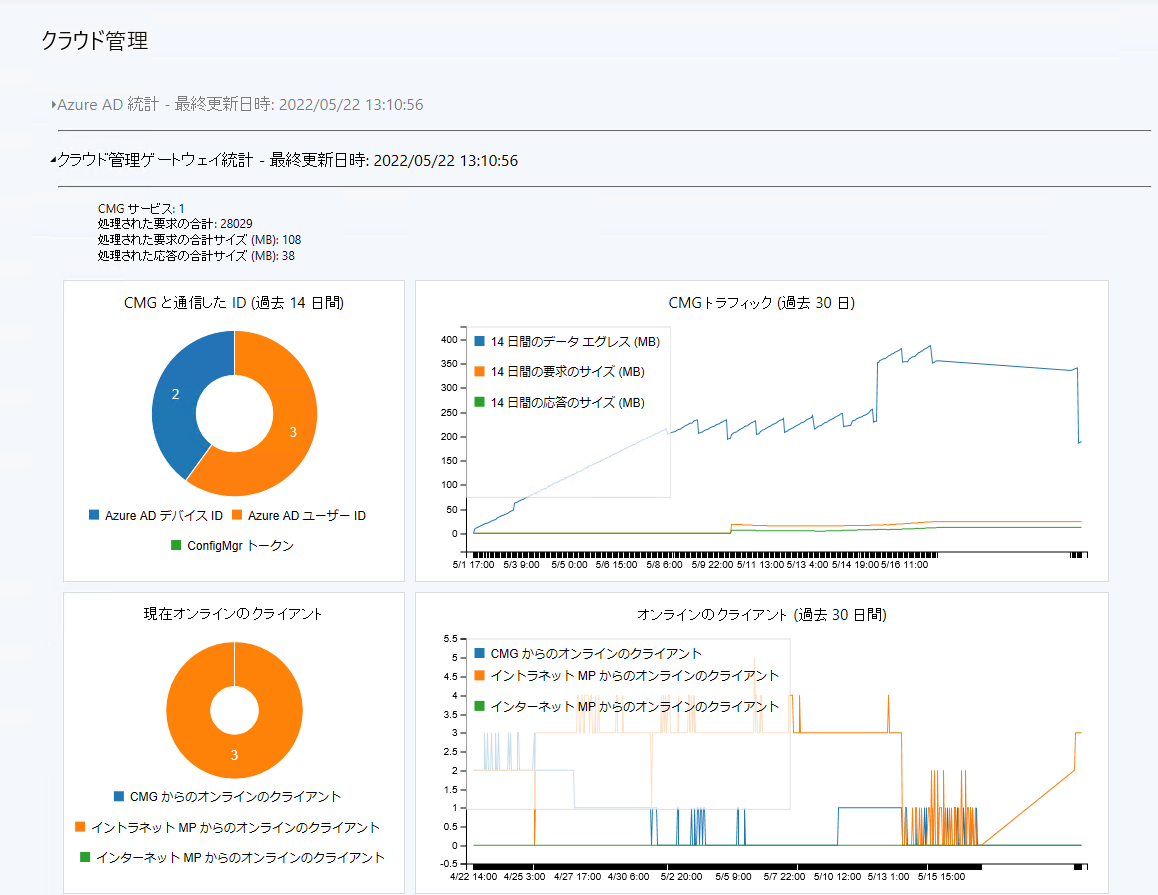 クラウド管理
Azure AD 統計 - 最終更新日時: 2022/05/22 13:10:56
クラウド管理ゲートウェイ統計 - 最終更新日時: 2022/05/22 13:10:56
CMG サービス: 1
処理された要求の合計: 28029
処理された要求の合計サイズ (MB): 108
処理された応答の合計サイズ (MB): 38
CMG と通信した ID (過去 14 日間)
2
3
Azure AD デバイス ID Azure AD ユーザー ID
ConfigMgr トークン
CMGトラフィック (過去 30 日)
14 日間のデータ エグレス (MB)
14 日間の要求のサイズ (MB)
14 日間の応答のサイズ (MB)
400
350
300
250
200
150
100
50
0
5/1 17:00 5/3 9:00 5/5 0:00 5/6 15:00 5/8 6:00 5/9 22:00 5/11 13:00 5/13 4:00 5/14 19:00 5/16 11:00
現在オンラインのクライアント
3
CMG からのオンラインのクライアント
イントラネット MP からのオンラインのクライアント
インターネット MP からのオンラインのクライアント
オンラインのクライアント (過去 30 日間)
CMG からのオンラインのクライアント
イントラネット MP からのオンラインのクライアント
インターネット MP からのオンラインのクライアント
5.5
5
4.5
4
3.5
3
2.5
2
1.5
1
0.5
0
-0.5
4/22 14:00 4/25 3:00 4/27 17:00 4/30 6:00 5/2 20:00 5/5 9:00 5/7 22:00 5/10 12:00 5/13 1:00 5/15 15:00